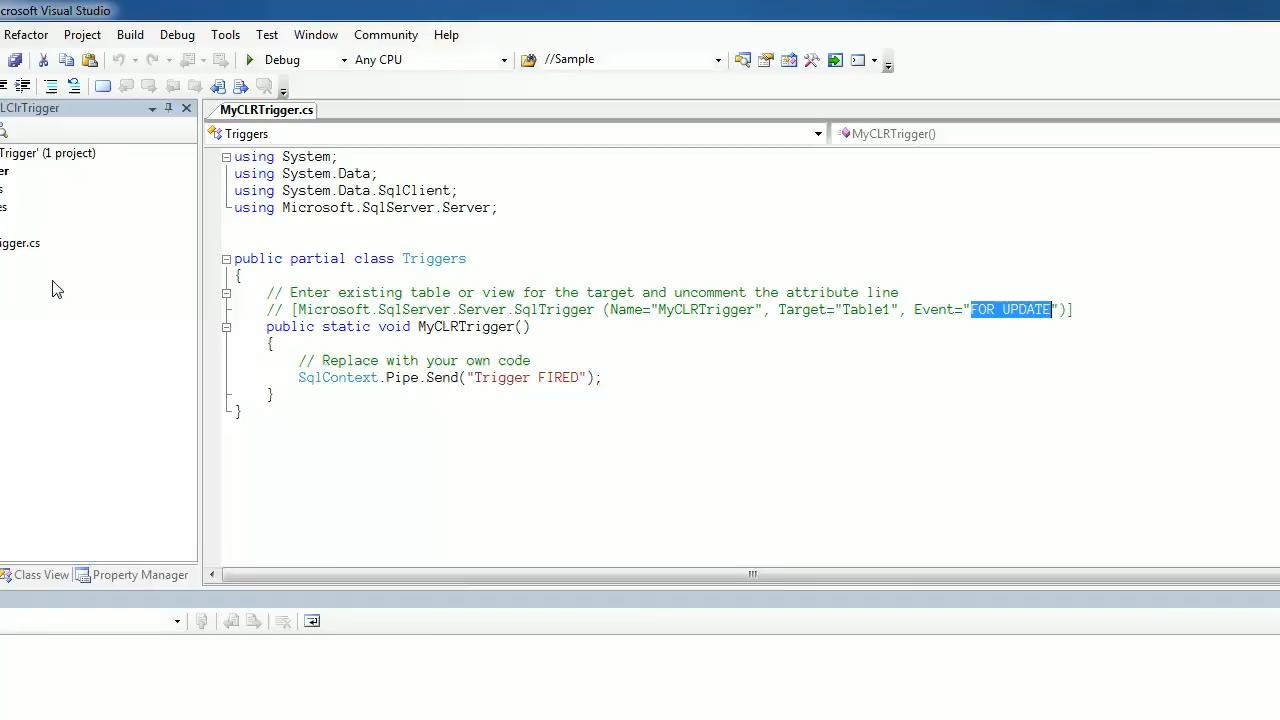 crosoft Visual Studio
Refactor Project Build Debug Tools Test Window Community Help
Debug Any CPU //Sample
LClrTrigger
MyCLRTrigger.cs
Triggers MyCLRTrigger()
Trigger' (1 project)
er
s
es
igger.cs
using System;
using System.Data;
using System.Data.SqlClient;
using Microsoft.SqlServer.Server;
public partial class Triggers
{
// Enter existing table or view for the target and uncomment the attribute line
// [Microsoft.SqlServer.Server.SqlTrigger (Name="MyCLRTrigger", Target="Table1", Event="FOR UPDATE")]
public static void MyCLRTrigger()
{
// Replace with your own code
SqlContext.Pipe.Send("Trigger FIRED");
}
}
Class View Property Manager